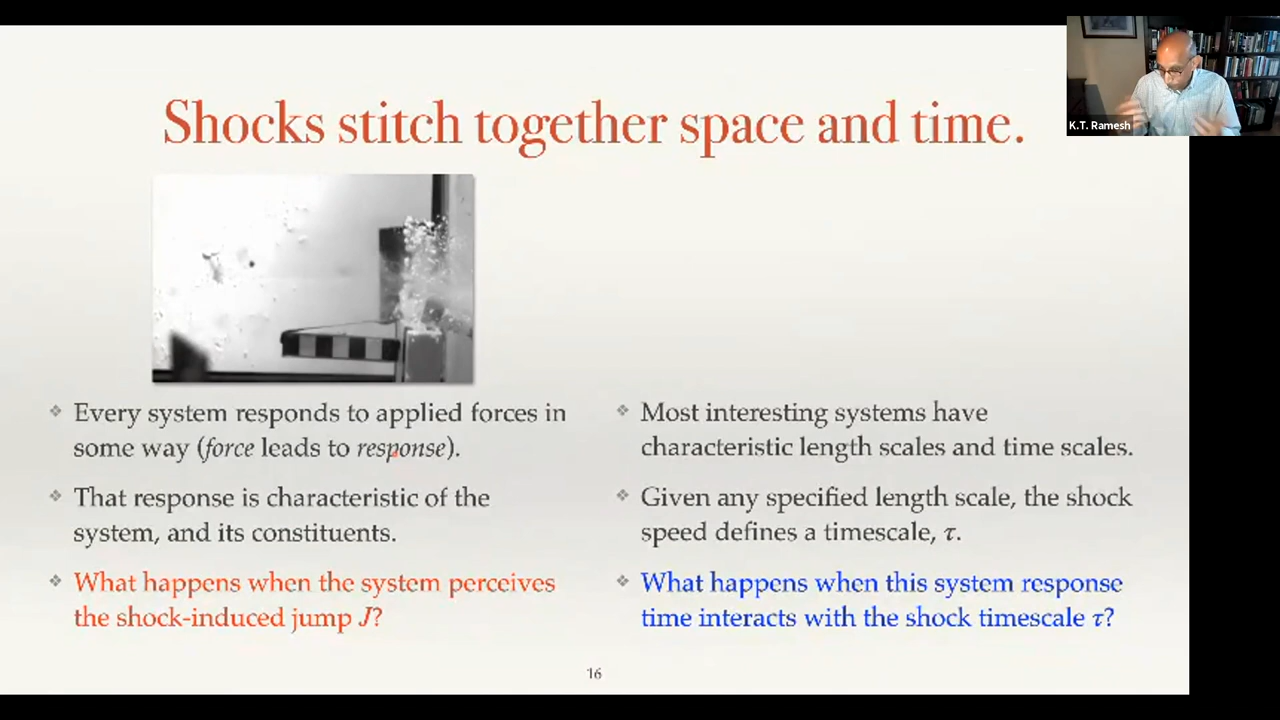 Shocks stitch together space and time.
K.T. Ramesh
❖ Every system responds to applied forces in
some way (force leads to response).
❖ That response is characteristic of the
system, and its constituents.
❖ What happens when the system perceives
the shock-induced jump J?
❖ Most interesting systems have
characteristic length scales and time scales.
❖ Given any specified length scale, the shock
speed defines a timescale, τ.
❖ What happens when this system response
time interacts with the shock timescale τ?
16